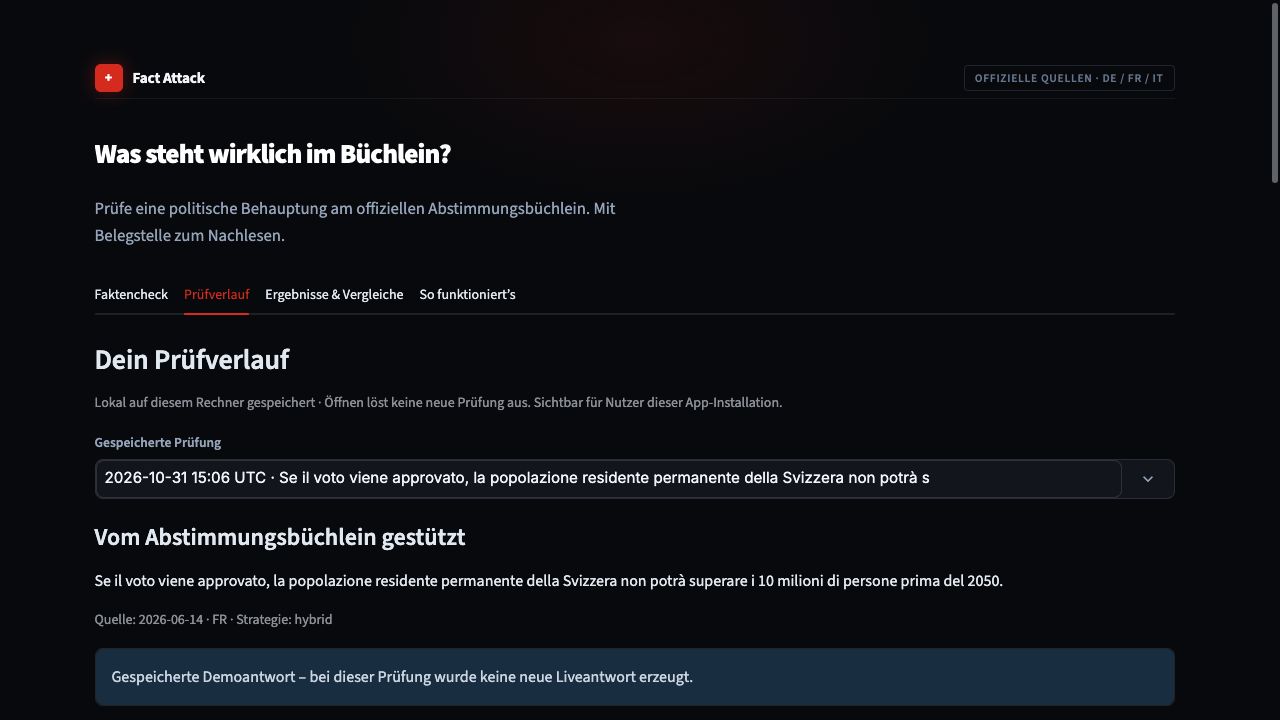 + Fact Attack
OFFIZIELLE QUELLEN · DE / FR / IT
Was steht wirklich im Büchlein?
Prüfe eine politische Behauptung am offiziellen Abstimmungsbüchlein. Mit
Belegstelle zum Nachlesen.
Faktencheck Prüfverlauf Ergebnisse & Vergleiche So funktioniert’s
Dein Prüfverlauf
Lokal auf diesem Rechner gespeichert · Öffnen löst keine neue Prüfung aus. Sichtbar für Nutzer dieser App-Installation.
Gespeicherte Prüfung
2026-10-31 15:06 UTC · Se il voto viene approvato, la popolazione residente permanente della Svizzera non potrà s
Vom Abstimmungsbüchlein gestützt
Se il voto viene approvato, la popolazione residente permanente della Svizzera non potrà superare i 10 milioni di persone prima del 2050.
Quelle: 2026-06-14 · FR · Strategie: hybrid
Gespeicherte Demoantwort – bei dieser Prüfung wurde keine neue Liveantwort erzeugt.